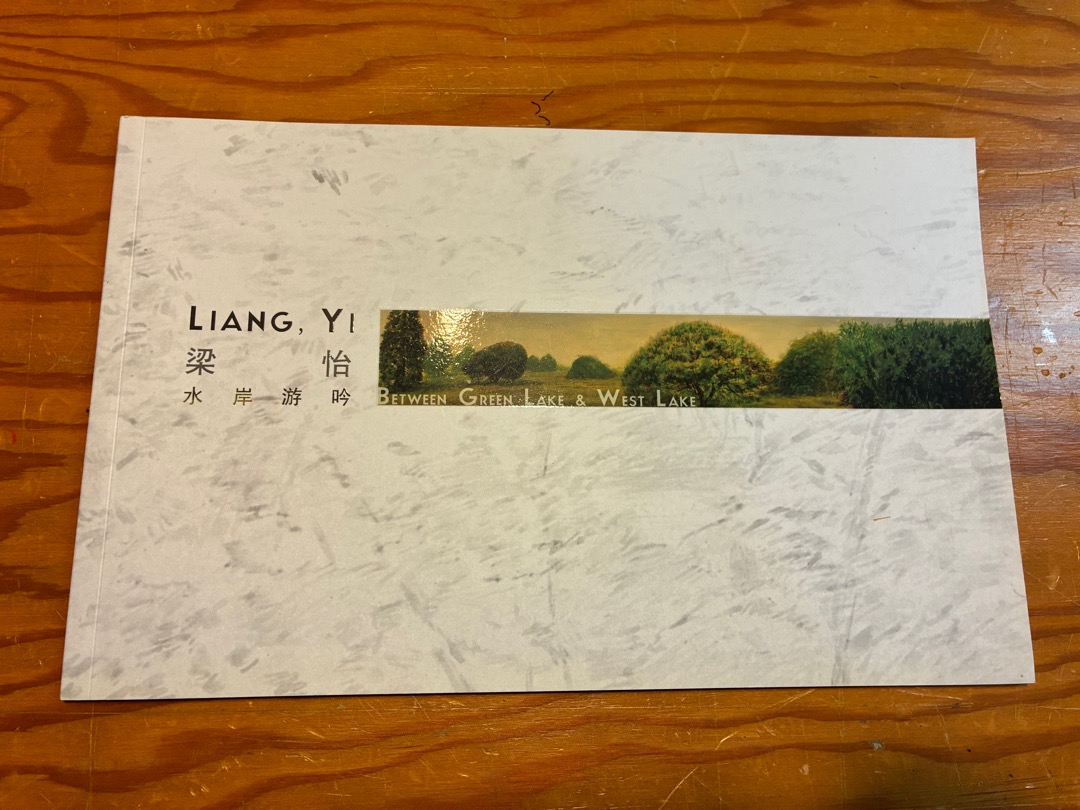 LIANG, YI
梁 怡
水 岸 游 吟
BETWEEN GREEN LAKE & WEST LAKE